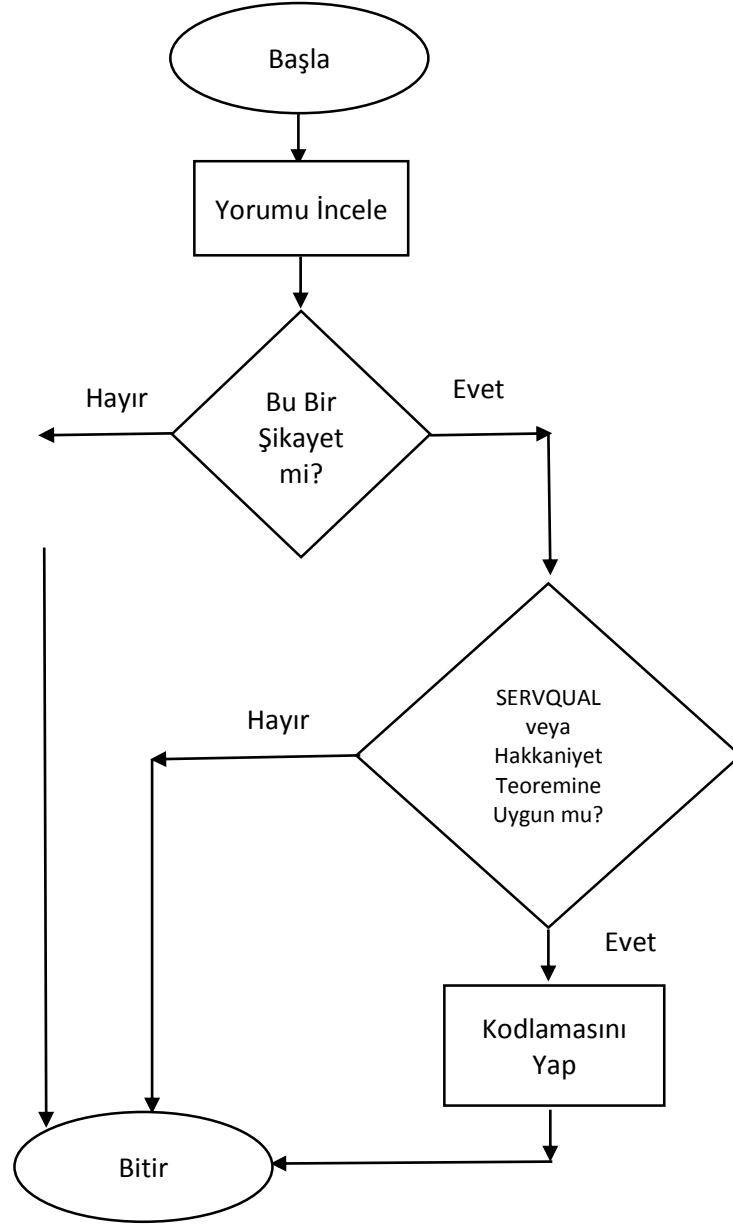 Başla
Yorumu İncele
Hayır
Evet
Bu Bir
Şikayet
mi?
Hayır
SERVQUAL
veya
Hakkaniyet
Teoremine
Uygun mu?
Evet
Kodlamasını
Yap
Bitir